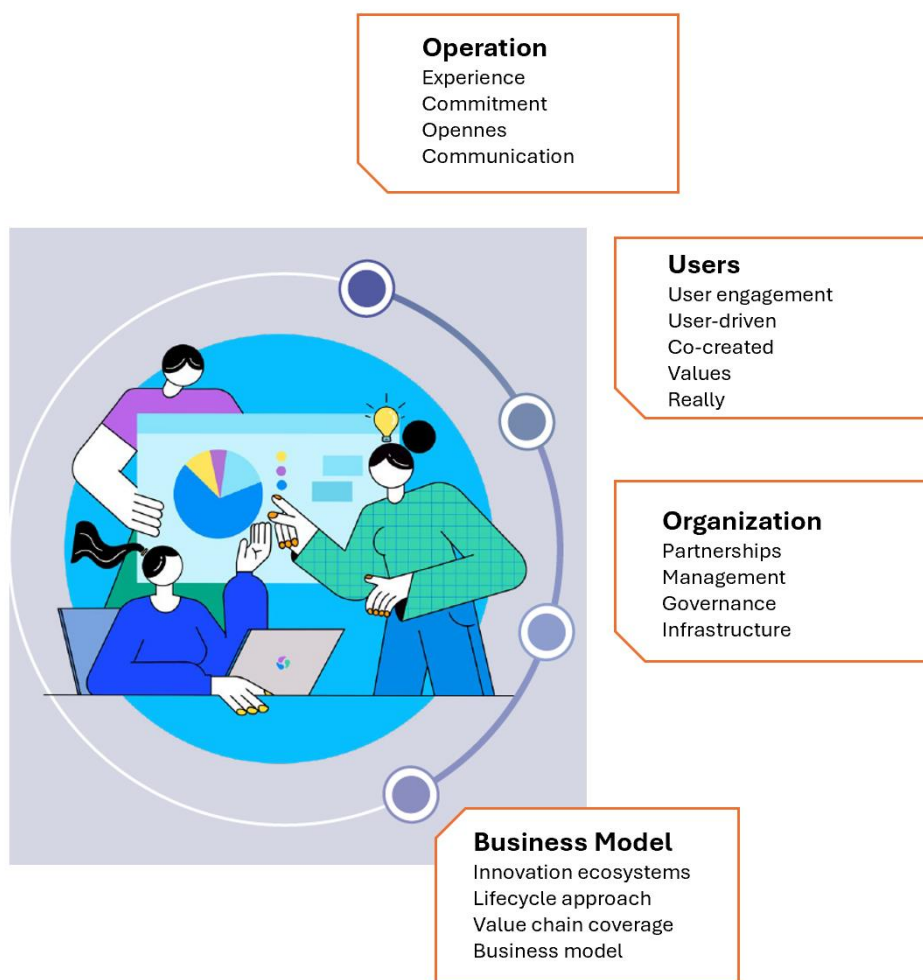 Operation
Experience
Commitment
Opennes
Communication
Users
User engagement
User-driven
Co-created
Values
Really
Organization
Partnerships
Management
Governance
Infrastructure
Business Model
Innovation ecosystems
Lifecycle approach
Value chain coverage
Business model